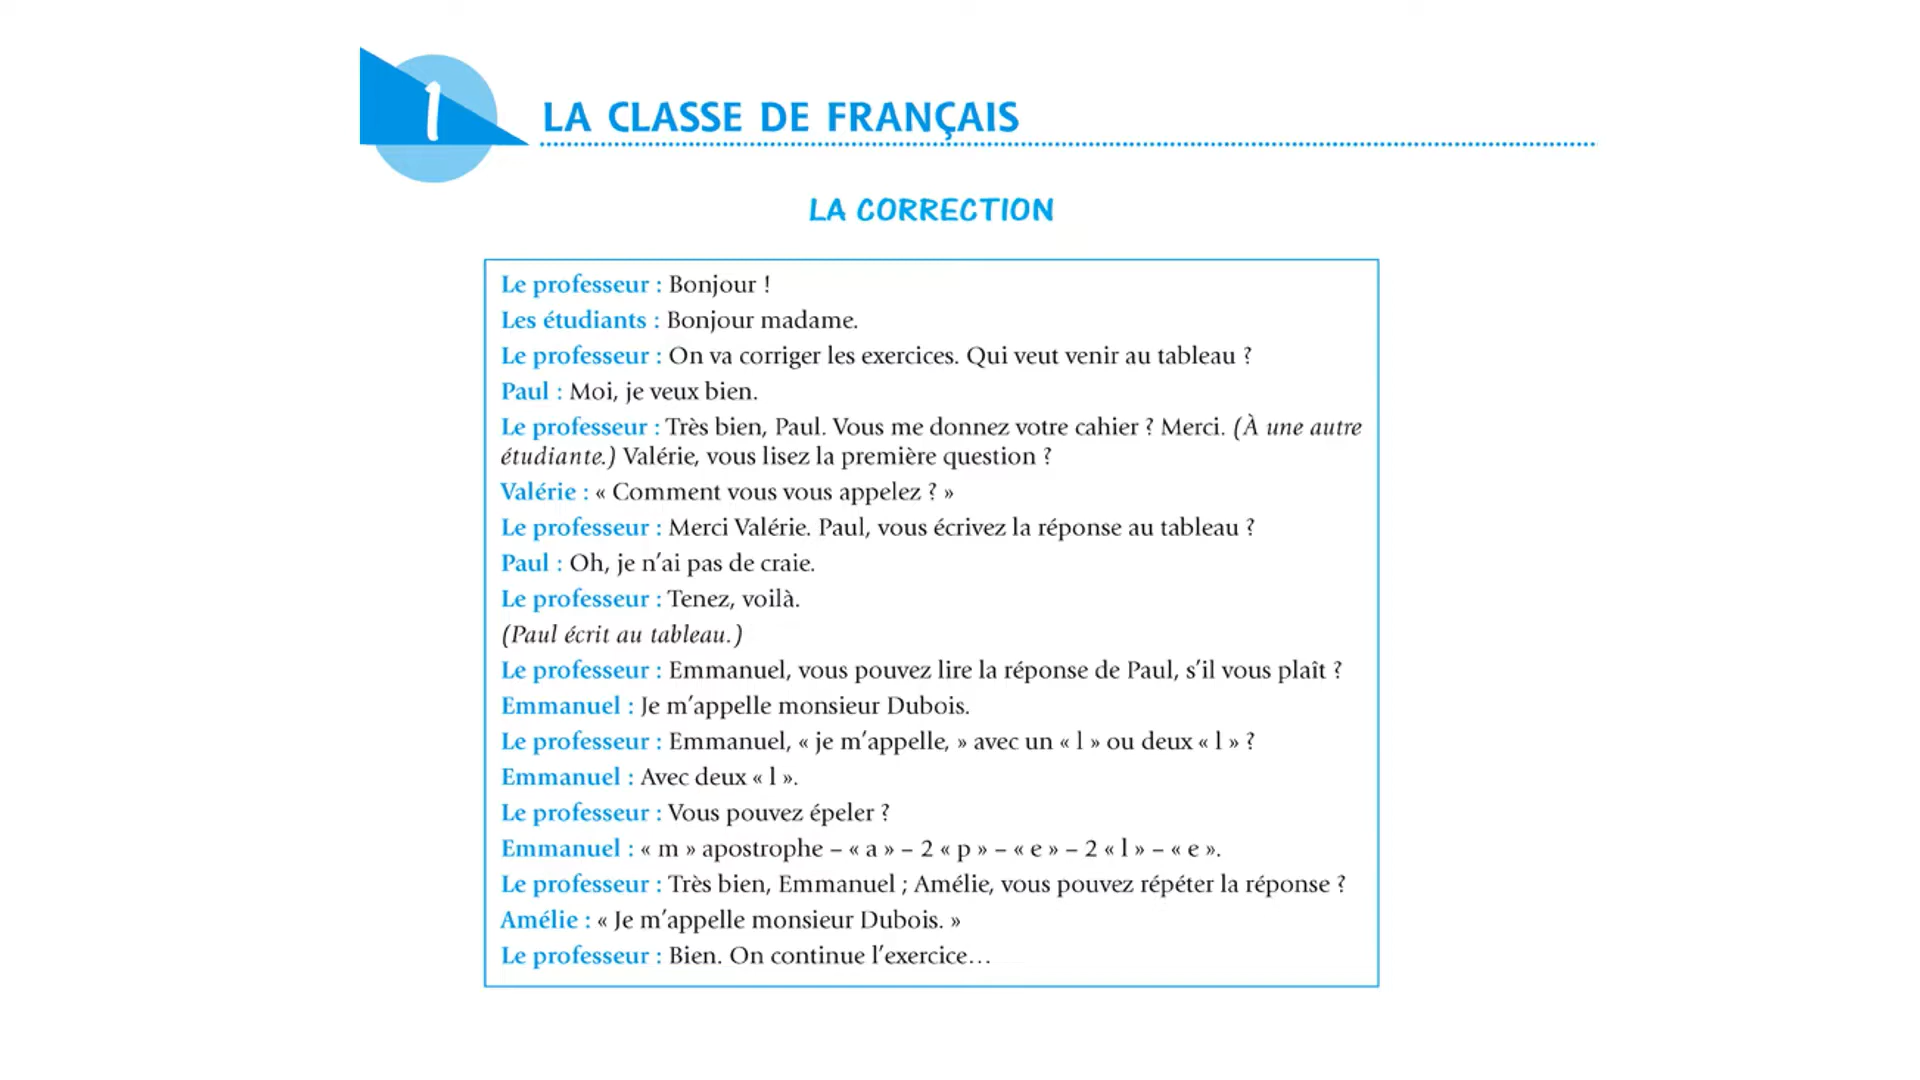 1
LA CLASSE DE FRANÇAIS
LA CORRECTION
Le professeur : Bonjour !
Les étudiants : Bonjour madame.
Le professeur : On va corriger les exercices. Qui veut venir au tableau ?
Paul : Moi, je veux bien.
Le professeur : Très bien, Paul. Vous me donnez votre cahier ? Merci. (À une autre
étudiante.) Valérie, vous lisez la première question ?
Valérie : « Comment vous vous appelez ? »
Le professeur : Merci Valérie. Paul, vous écrivez la réponse au tableau ?
Paul : Oh, je n’ai pas de craie.
Le professeur : Tenez, voilà.
(Paul écrit au tableau.)
Le professeur : Emmanuel, vous pouvez lire la réponse de Paul, s’il vous plaît ?
Emmanuel : Je m’appelle monsieur Dubois.
Le professeur : Emmanuel, « je m’appelle, » avec un « l » ou deux « l » ?
Emmanuel : Avec deux « l ».
Le professeur : Vous pouvez épeler ?
Emmanuel : « m » apostrophe – « a » – 2 « p » – « e » – 2 « l » – « e ».
Le professeur : Très bien, Emmanuel ; Amélie, vous pouvez répéter la réponse ?
Amélie : « Je m’appelle monsieur Dubois. »
Le professeur : Bien. On continue l’exercice…